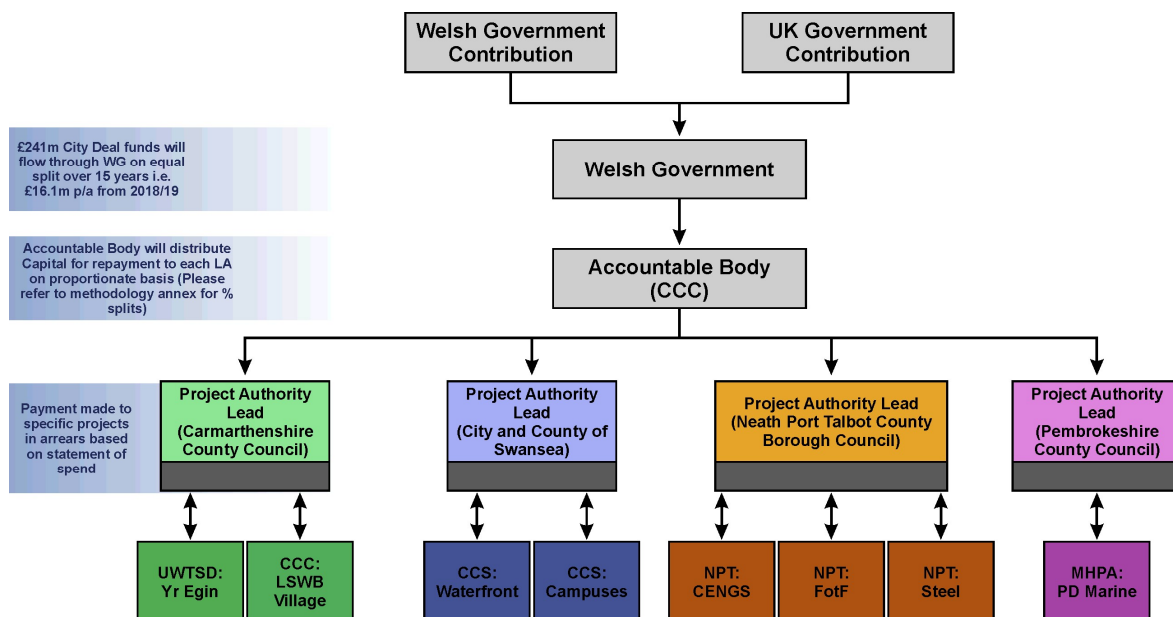 Welsh Government
Contribution
UK Government
Contribution
£241m City Deal funds will
flow through WG on equal
split over 15 years i.e.
£16.1m p/a from 2018/19
Welsh Government
Accountable Body will distribute
Capital for repayment to each LA
on proportionate basis (Please
refer to methodology annex for %
splits)
Accountable Body
(CCC)
Payment made to
specific projects
in arrears based
on statement of
spend
Project Authority
Lead
(Carmarthenshire
County Council)
Project Authority
Lead
(City and County of
Swansea)
Project Authority Lead
(Neath Port Talbot County
Borough Council)
Project Authority
Lead
(Pembrokeshire
County Council)
UWTSD:
Yr Egin
CCC:
LSWB
Village
CCS:
Waterfront
CCS:
Campuses
NPT:
CENGS
NPT:
FotF
NPT:
Steel
MHPA:
PD Marine